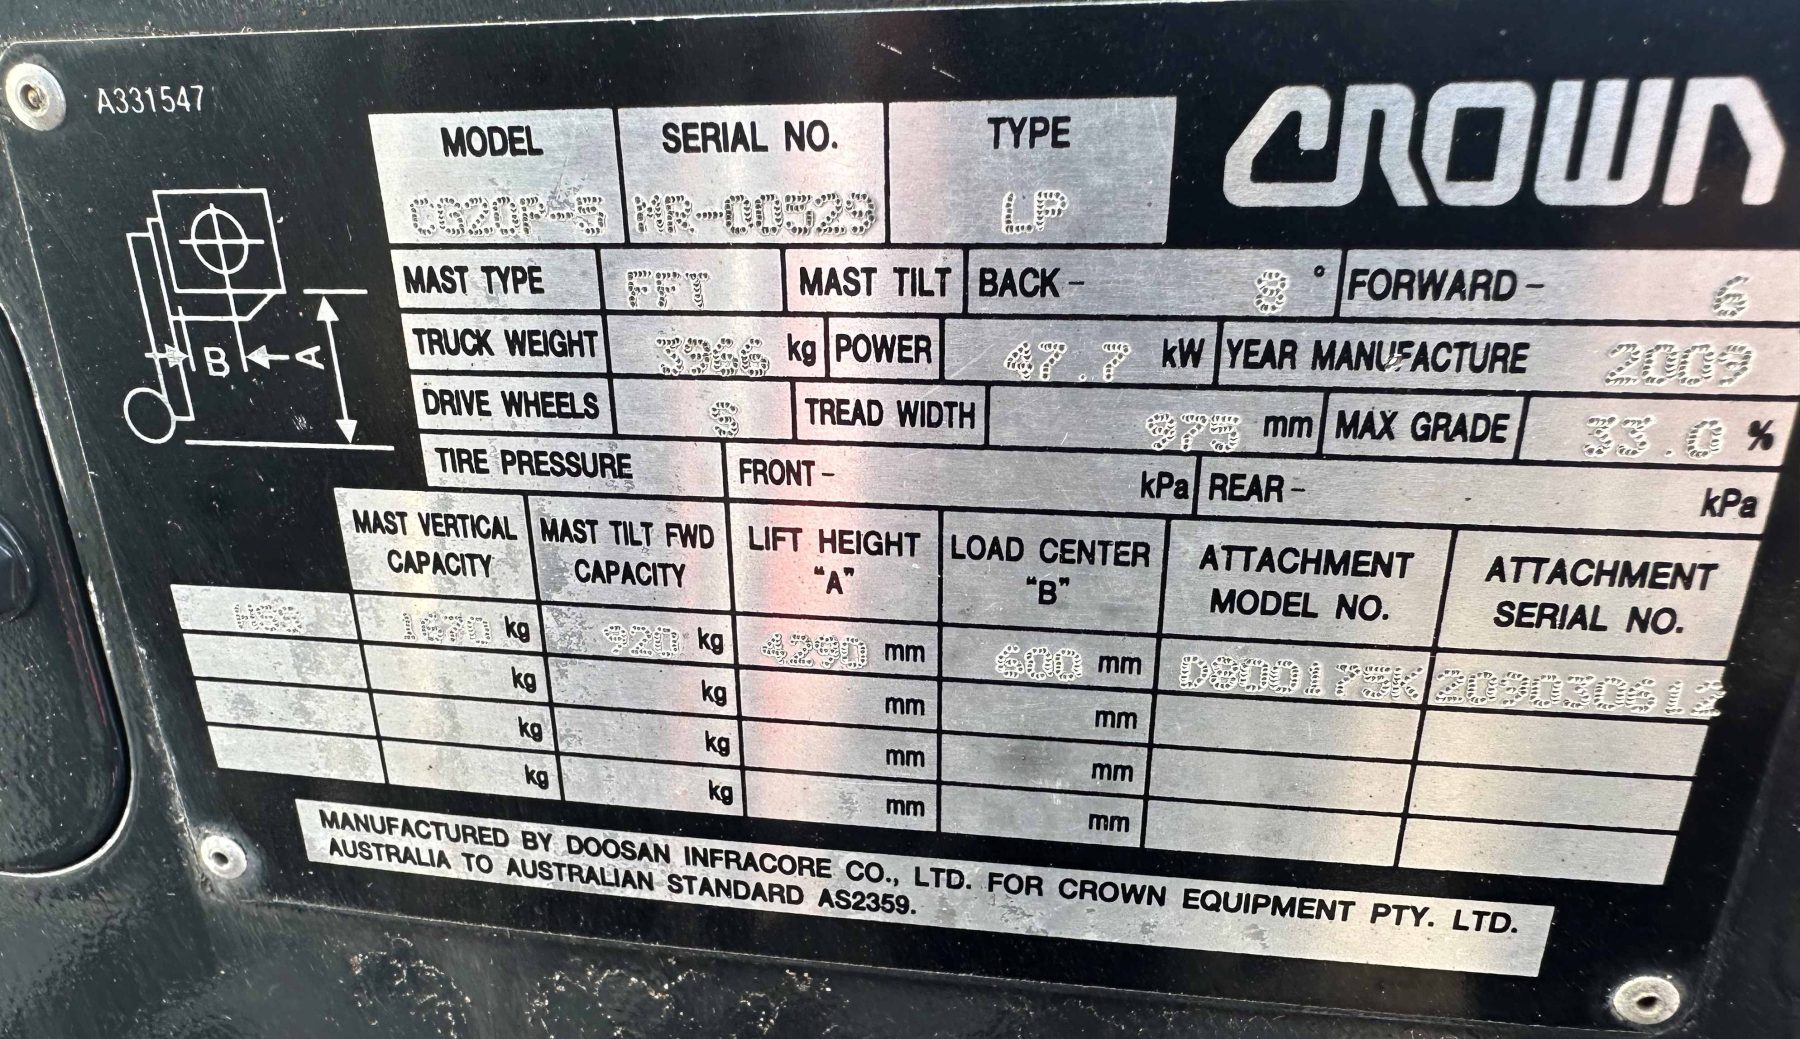 A331547
CROWN
MODEL SERIAL NO. TYPE
CG20P-5 MR-00529 LP
MAST TYPE FFT MAST TILT BACK- 8° FORWARD- 6
TRUCK WEIGHT 3366 kg POWER 47.7 kW YEAR MANUFACTURE 2009
DRIVE WHEELS S TREAD WIDTH 975 mm MAX GRADE 33.0 %
TIRE PRESSURE FRONT- kPa REAR- kPa
MAST VERTICAL CAPACITY MAST TILT FWD CAPACITY LIFT HEIGHT "A" LOAD CENTER "B" ATTACHMENT MODEL NO. ATTACHMENT SERIAL NO.
kg 920 kg 4290 mm 600 mm D8001175K
kg kg mm mm
kg kg mm mm
kg kg mm mm
B A
MANUFACTURED BY DOOSAN INFRACORE CO., LTD. FOR CROWN EQUIPMENT PTY. LTD.
AUSTRALIA TO AUSTRALIAN STANDARD AS2359.